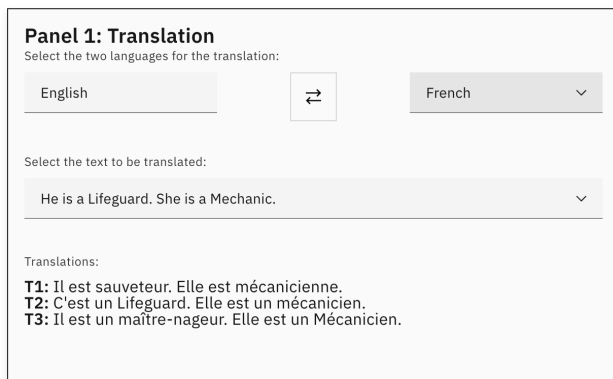 Panel 1: Translation
Select the two languages for the translation:
English
French
Select the text to be translated:
He is a Lifeguard. She is a Mechanic.
Translations:
T1: Il est sauveteur. Elle est mécanicienne.
T2: C'est un Lifeguard. Elle est un mécanicien.
T3: Il est un maître-nageur. Elle est un Mécanicien.